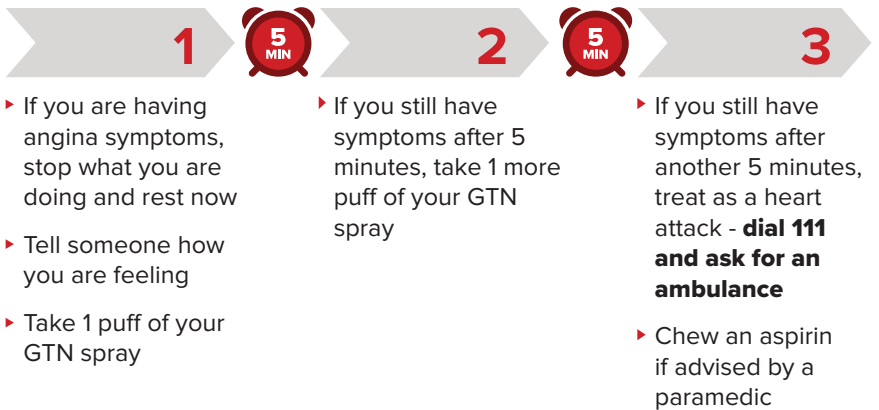 1
5
MIN
2
5
MIN
3
If you are having
angina symptoms,
stop what you are
doing and rest now
Tell someone how
you are feeling
Take 1 puff of your
GTN spray
If you still have
symptoms after 5
minutes, take 1 more
puff of your GTN
spray
If you still have
symptoms after
another 5 minutes,
treat as a heart
attack - dial 111
and ask for an
ambulance
Chew an aspirin
if advised by a
paramedic